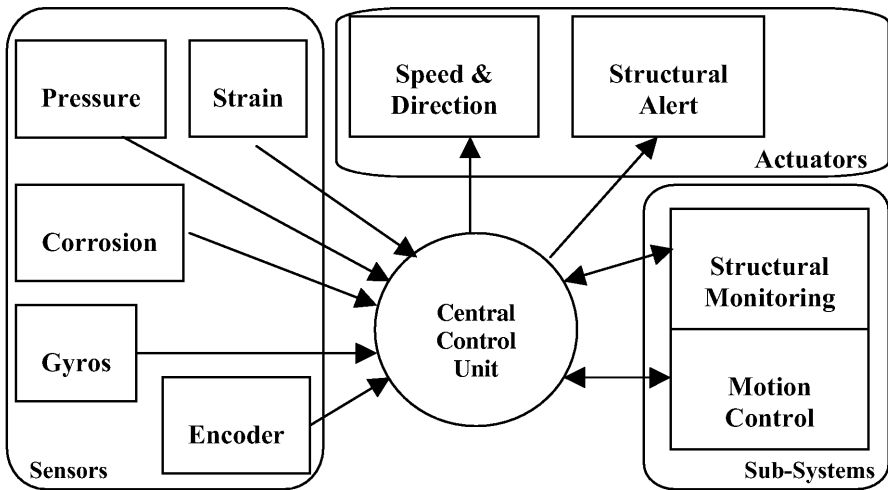 Pressure
Strain
Corrosion
Gyros
Encoder
Sensors
Speed &
Direction
Structural
Alert
Actuators
Central
Control
Unit
Structural
Monitoring
Motion
Control
Sub-Systems